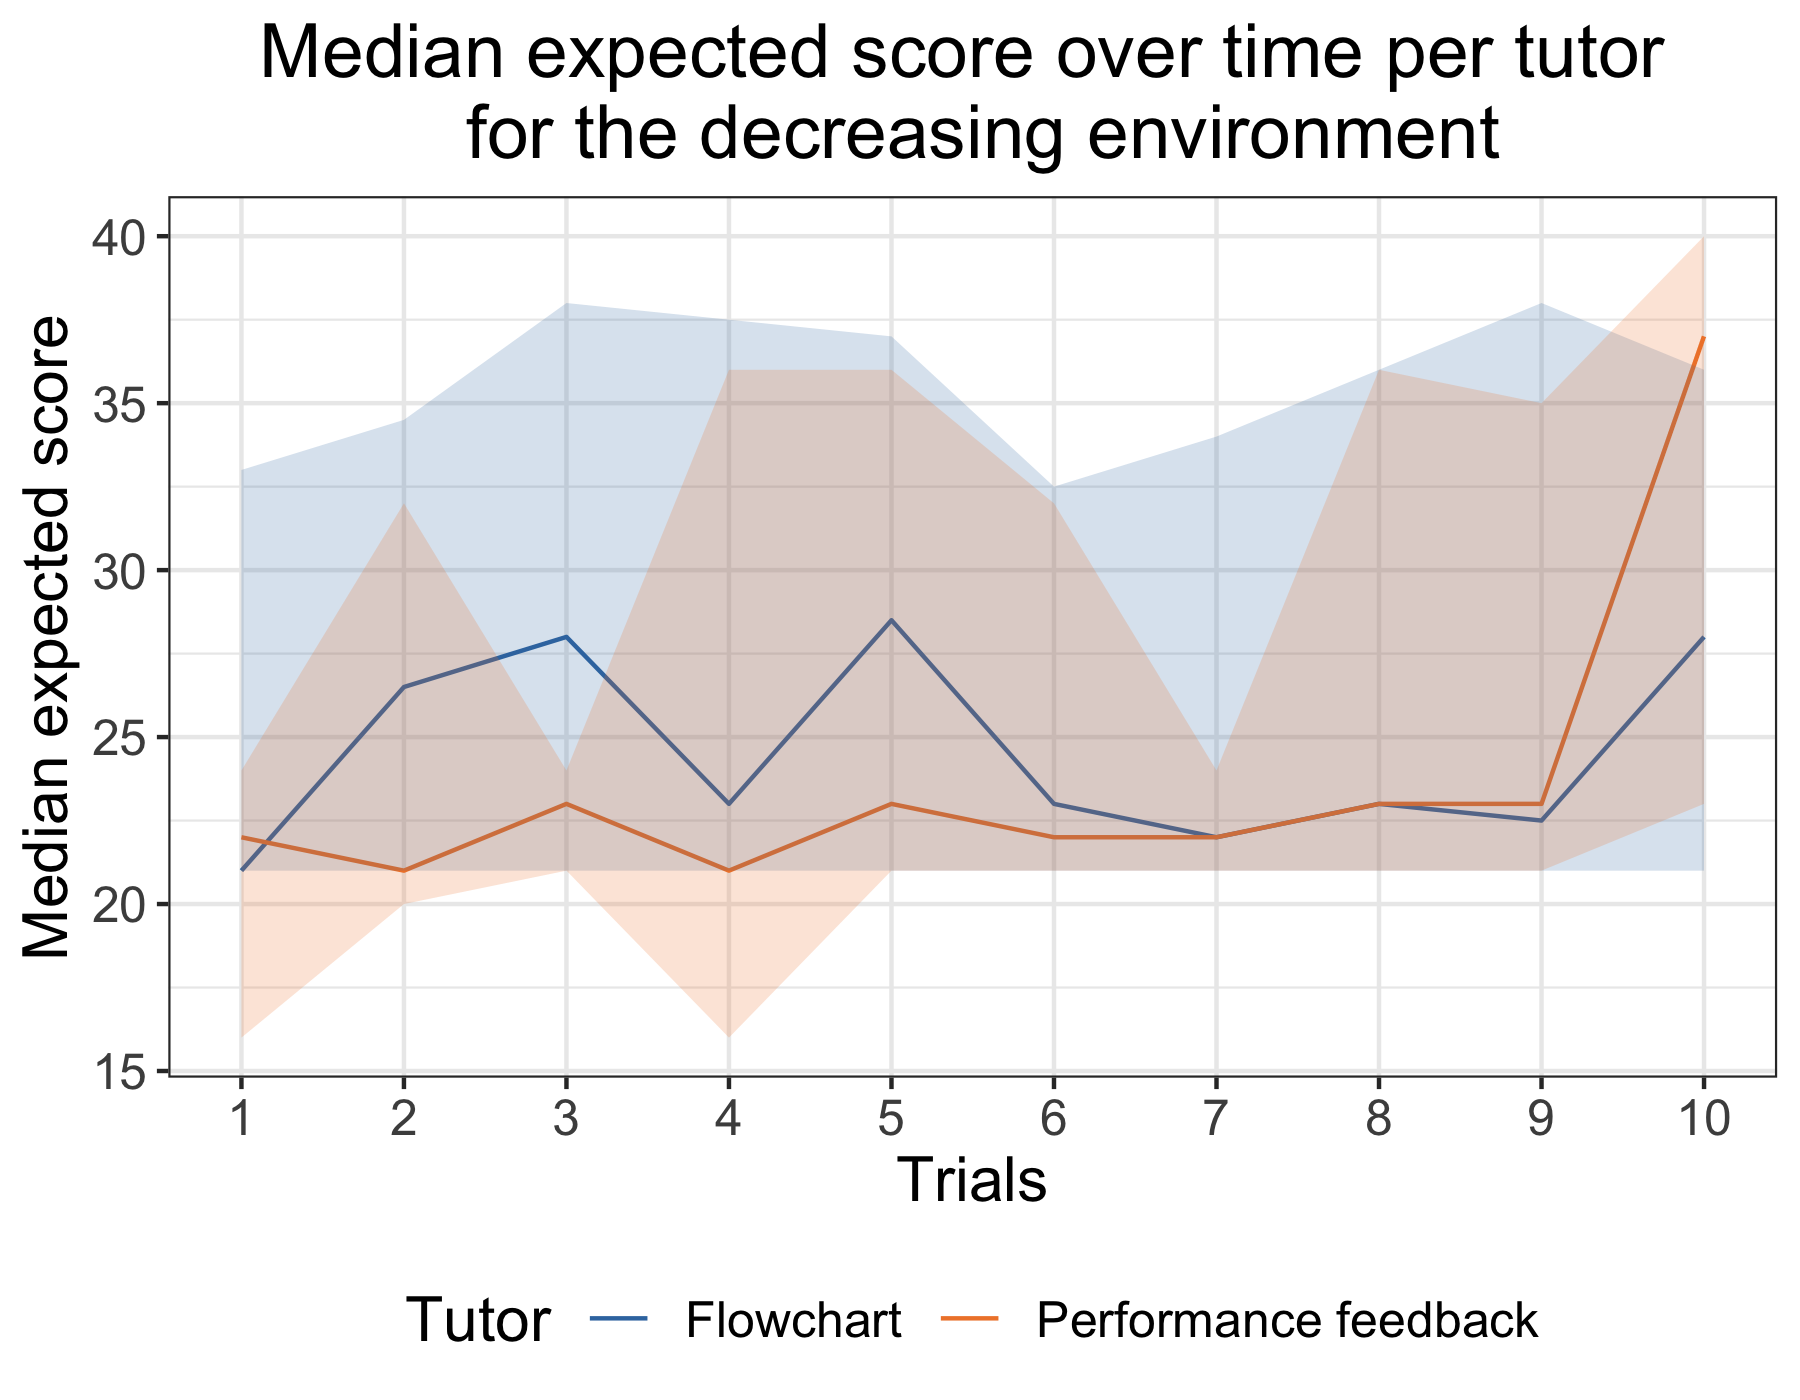 Median expected score over time per tutor
for the decreasing environment
Median expected score
40
35
30
25
20
15
1 2 3 4 5 6 7 8 9 10
Trials
Tutor Flowchart Performance feedback